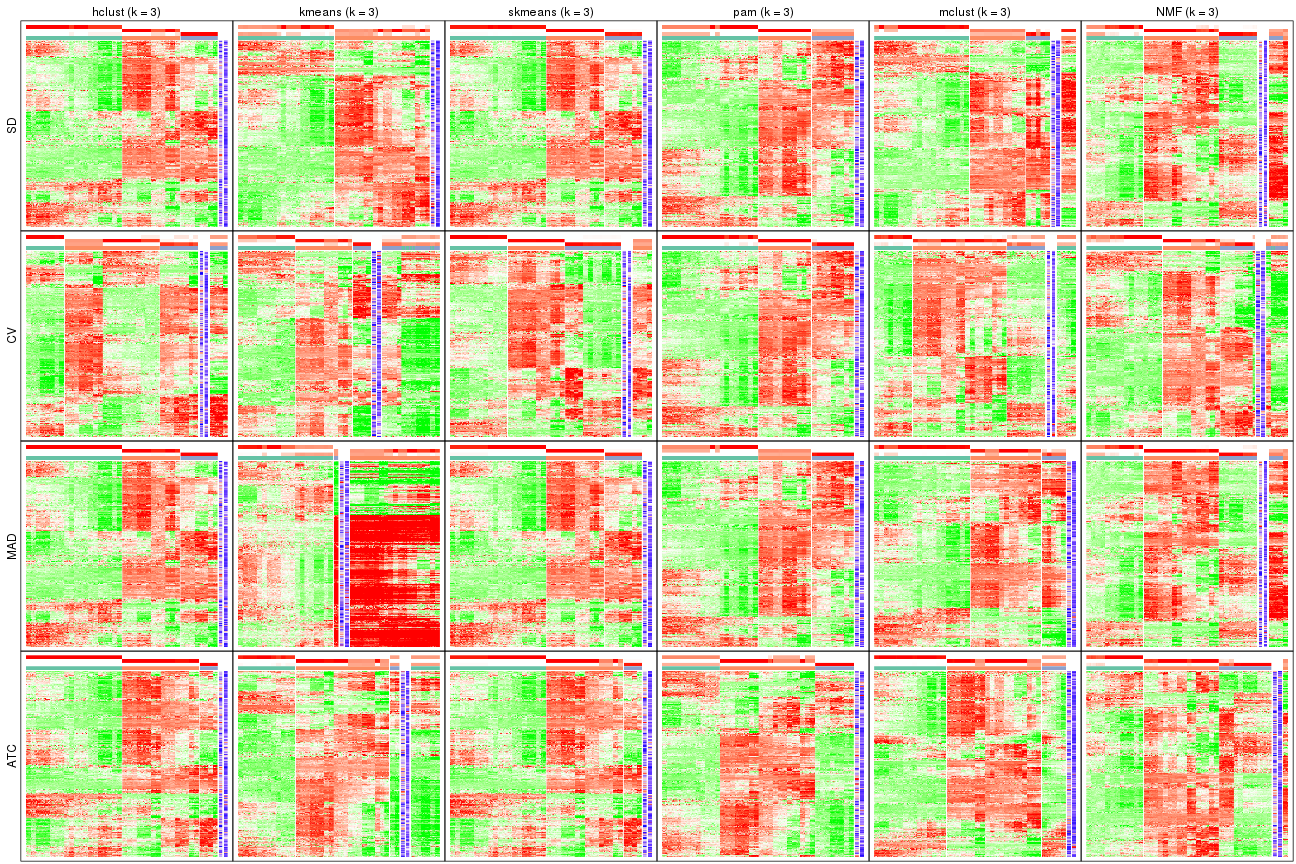 hclust (k = 3) kmeans (k = 3) skmeans (k = 3) pam (k = 3) mclust (k = 3) NMF (k = 3)
SD
CV
MAD
ATC